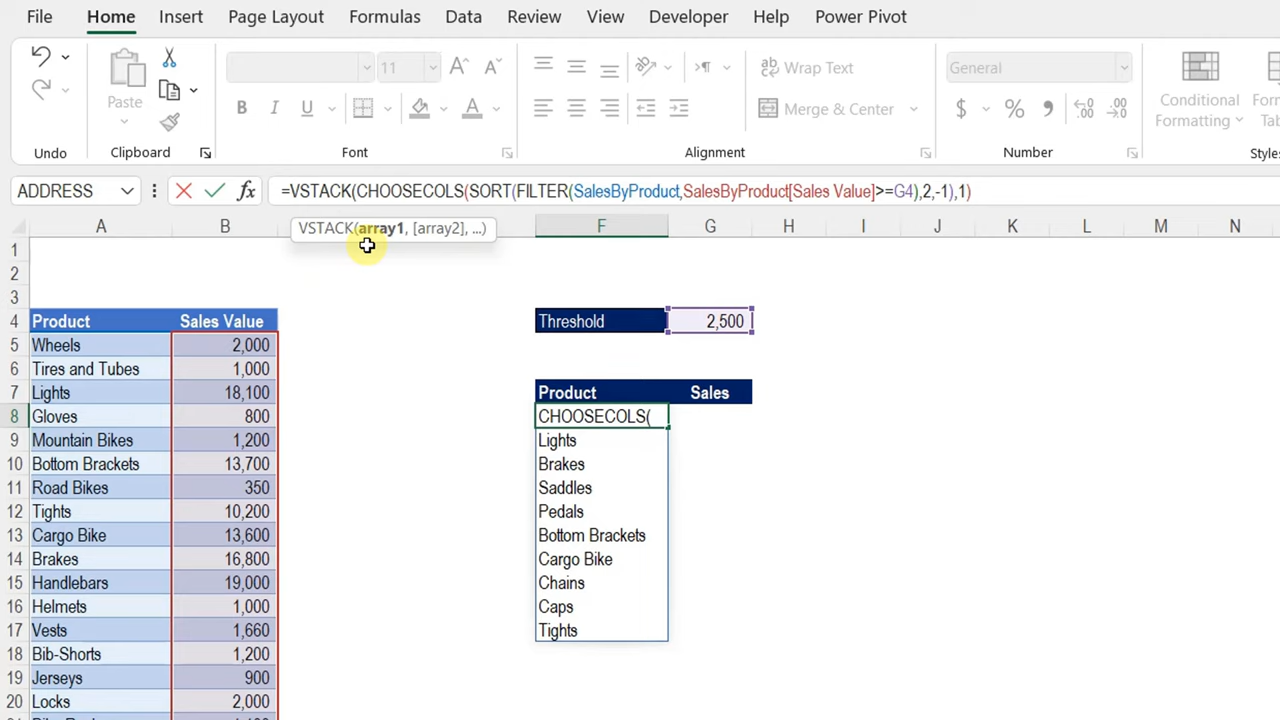 File Home Insert Page Layout Formulas Data Review View Developer Help Power Pivot
11 Wrap Text General
Paste Merge & Center $ % Conditional Formatting
Undo Clipboard Font Alignment Number Styles
ADDRESS fx =VSTACK(CHOOSECOLS(SORT(FILTER(SalesByProduct,SalesByProduct[Sales Value]>=G4),2,-1),1)
VSTACK(array1, [array2], ...)
A B F G H I J K L M N
1
2
3
4 Product Sales Value Threshold 2,500
5 Wheels 2,000
6 Tires and Tubes 1,000
7 Lights 18,100 Product Sales
8 Gloves 800 CHOOSECOLS(
9 Mountain Bikes 1,200 Lights
10 Bottom Brackets 13,700 Brakes
11 Road Bikes 350 Saddles
12 Tights 10,200 Pedals
13 Cargo Bike 13,600 Bottom Brackets
14 Brakes 16,800 Cargo Bike
15 Handlebars 19,000 Chains
16 Helmets 1,000 Caps
17 Vests 1,660 Tights
18 Bib-Shorts 1,200
19 Jerseys 900
20 Locks 2,000